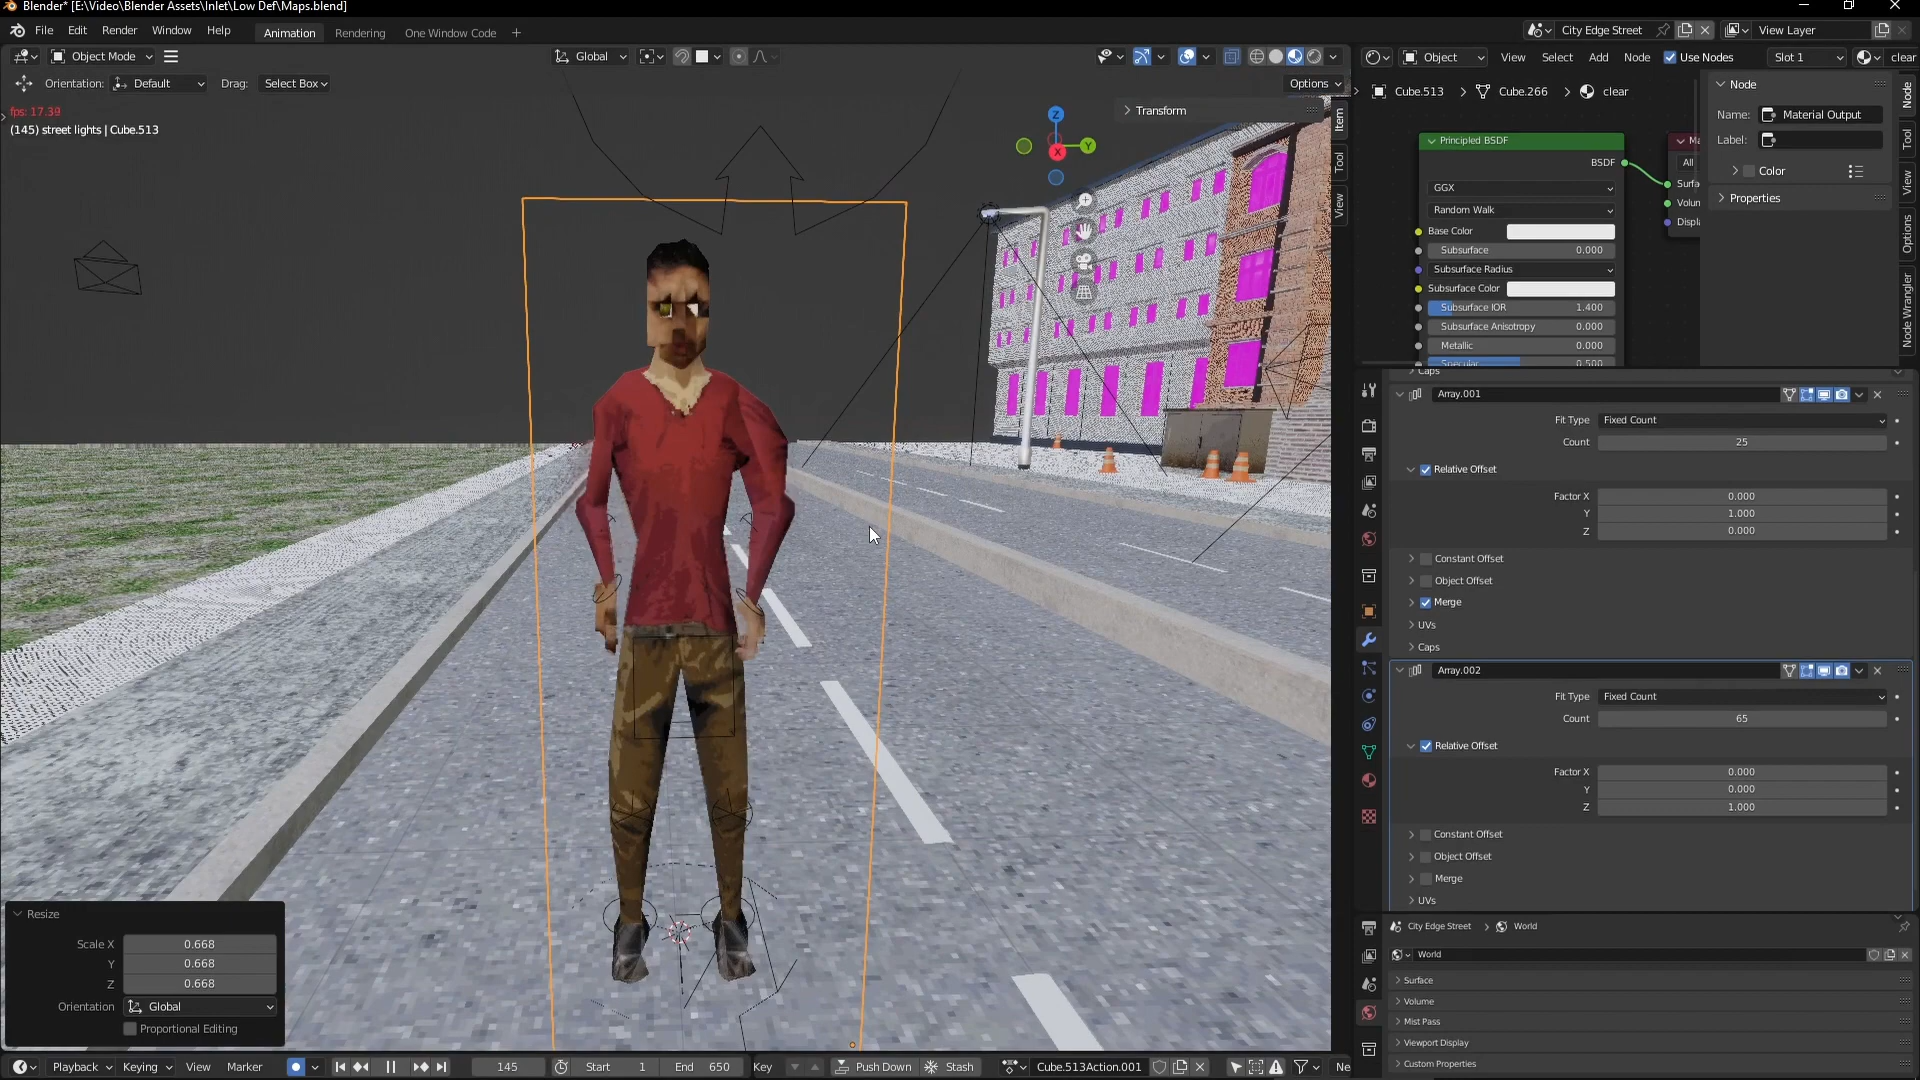 Blender* [E:\Video\Blender Assets\Inlet\Low Def\Maps.blend]
File Edit Render Window Help Animation Rendering One Window Code + City Edge Street View Layer
Object Mode Global Object View Select Add Node Use Nodes Slot 1 clear
Orientation: Default Drag: Select Box Options
fps: 17.39
(145) street lights | Cube.513
Transform
Z
Y
X
Item
Tool
View
Cube.513 Cube.266 clear
Principled BSDF
BSDF
GGX
Random Walk
Base Color
Subsurface 0.000
Subsurface Radius
Subsurface Color
Subsurface IOR 1.400
Subsurface Anisotropy 0.000
Metallic 0.000
Specular 0.500
All
Node
Name: Material Output
Label:
Color
Properties
Node
Tool
View
Options
Node Wrangler
Caps
Array.001
Fit Type Fixed Count
Count 25
Relative Offset
Factor X 0.000
Y 1.000
Z 0.000
Constant Offset
Object Offset
Merge
UVs
Caps
Array.002
Fit Type Fixed Count
Count 65
Relative Offset
Factor X 0.000
Y 0.000
Z 1.000
Constant Offset
Object Offset
Merge
UVs
City Edge Street World
World
Surface
Volume
Mist Pass
Viewport Display
Custom Properties
Resize
Scale X 0.668
Y 0.668
Z 0.668
Orientation Global
Proportional Editing
Playback Keying View Marker 145 Start 1 End 650 Key Push Down Stash Cube.513Action.001